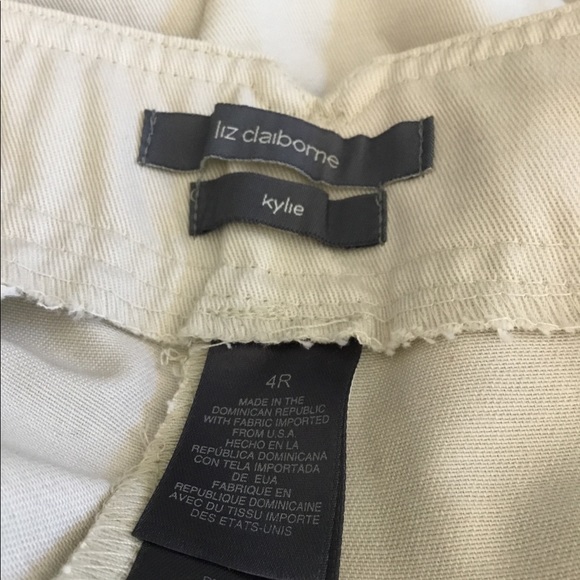 liz claiborne
kylie
4R
MADE IN THE
DOMINICAN REPUBLIC
WITH FABRIC IMPORTED
FROM U.S.A.
HECHO EN LA
REPÚBLICA DOMINICANA
CON TELA IMPORTADA
DE EUA
FABRIQUE EN
REPUBLIQUE DOMINICAINE
AVEC DU TISSU IMPORTE
DES ETATS-UNIS